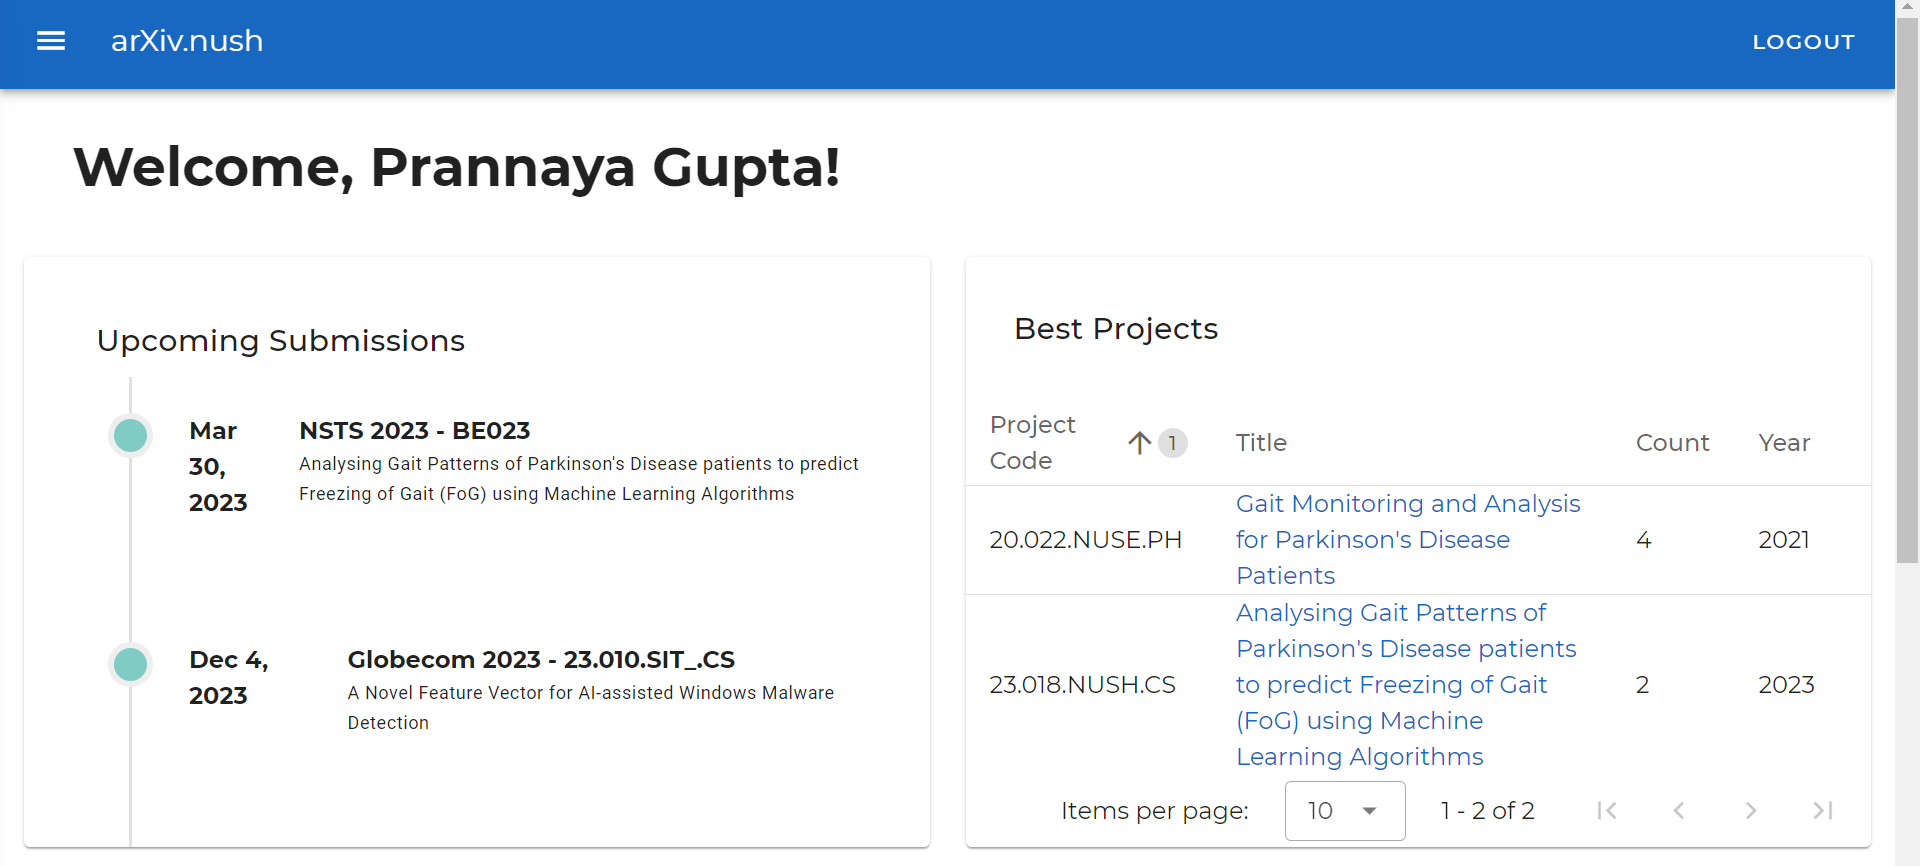 arXiv.nush
LOGOUT
Welcome, Prannaya Gupta!
Upcoming Submissions
Mar
30,
2023
NSTS 2023 - BE023
Analysing Gait Patterns of Parkinson's Disease patients to predict
Freezing of Gait (FoG) using Machine Learning Algorithms
Dec 4,
2023
Globecom 2023 - 23.010.SIT_.CS
A Novel Feature Vector for AI-assisted Windows Malware
Detection
Best Projects
Project
Code
1
Title
Count
Year
20.022.NUSE.PH
Gait Monitoring and Analysis
for Parkinson's Disease
Patients
4
2021
23.018.NUSH.CS
Analysing Gait Patterns of
Parkinson's Disease patients
to predict Freezing of Gait
(FoG) using Machine
Learning Algorithms
2
2023
Items per page:
10
1 - 2 of 2